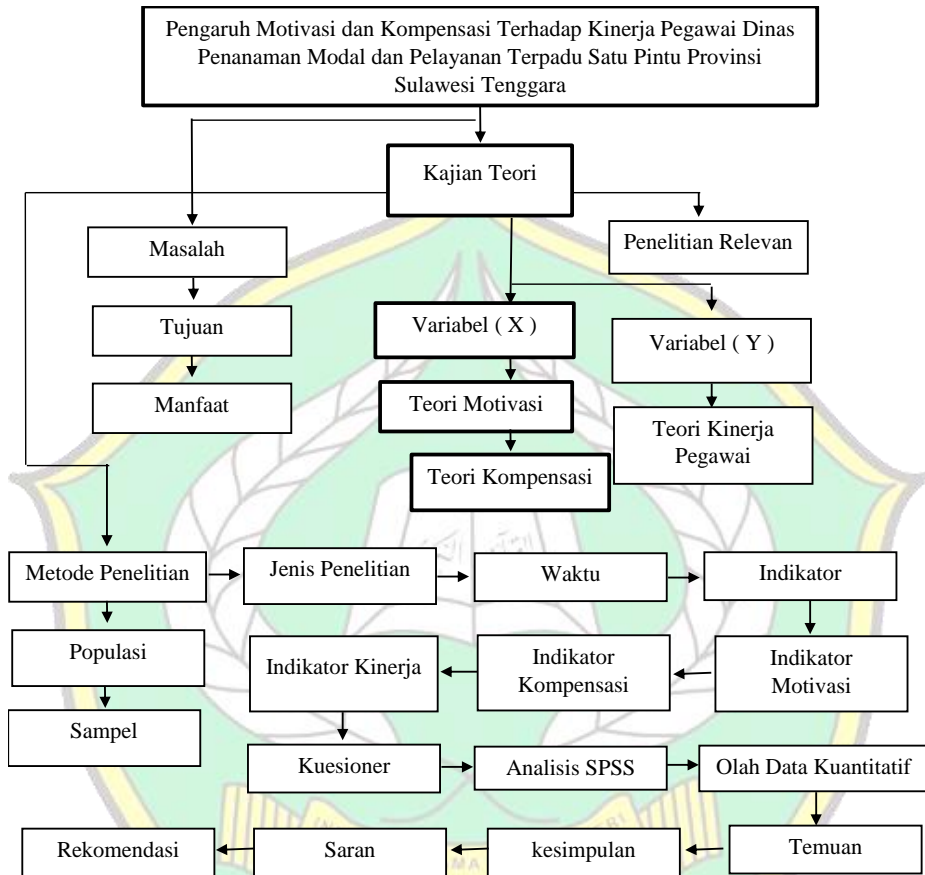 Pengaruh Motivasi dan Kompensasi Terhadap Kinerja Pegawai Dinas
Penanaman Modal dan Pelayanan Terpadu Satu Pintu Provinsi
Sulawesi Tenggara
Kajian Teori
Masalah
Penelitian Relevan
Tujuan
Variabel ( X )
Variabel ( Y )
Manfaat
Teori Motivasi
Teori Kinerja
Pegawai
Teori Kompensasi
Metode Penelitian
Jenis Penelitian
Waktu
Indikator
Populasi
Indikator Kinerja
Indikator
Kompensasi
Indikator
Motivasi
Sampel
Kuesioner
Analisis SPSS
Olah Data Kuantitatif
Rekomendasi
Saran
kesimpulan
Temuan